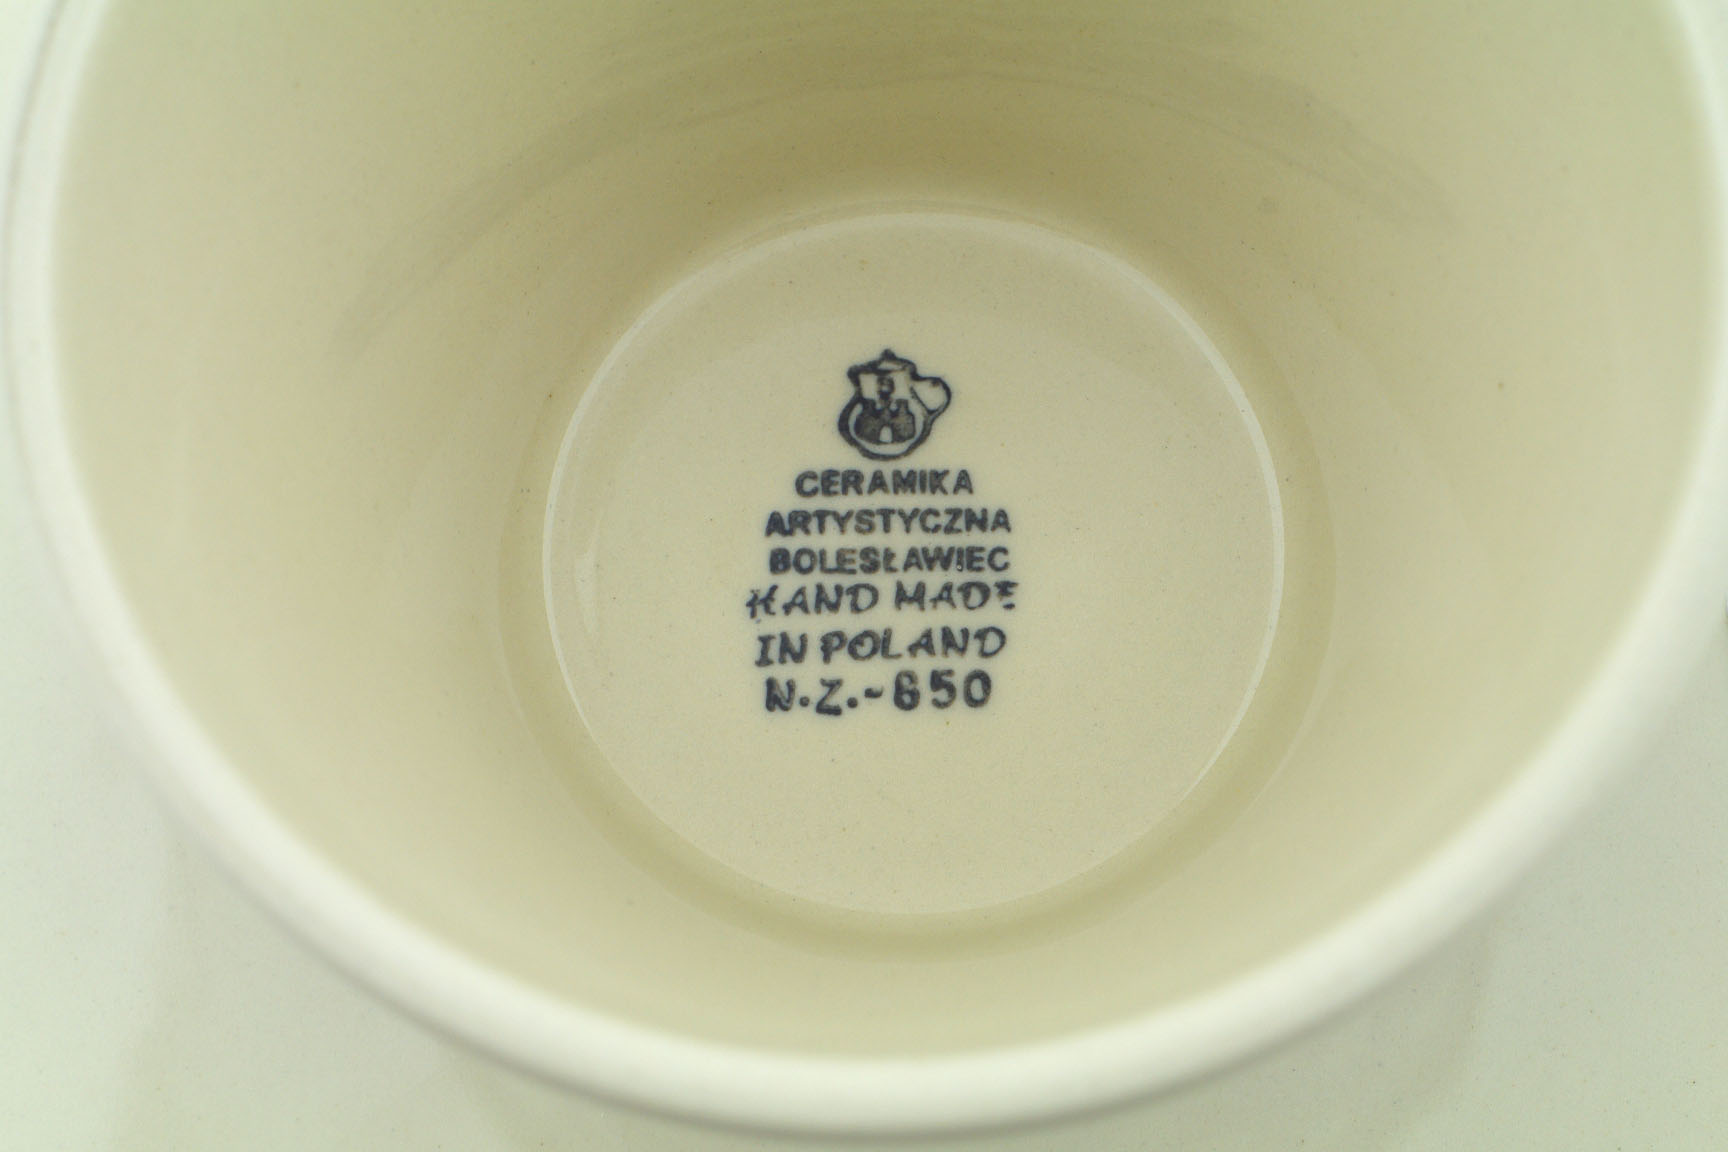 CERAMIKA
ARTYSTYCZNA
BOLESŁAWIEC
HAND MADE
IN POLAND
N.Z.-650